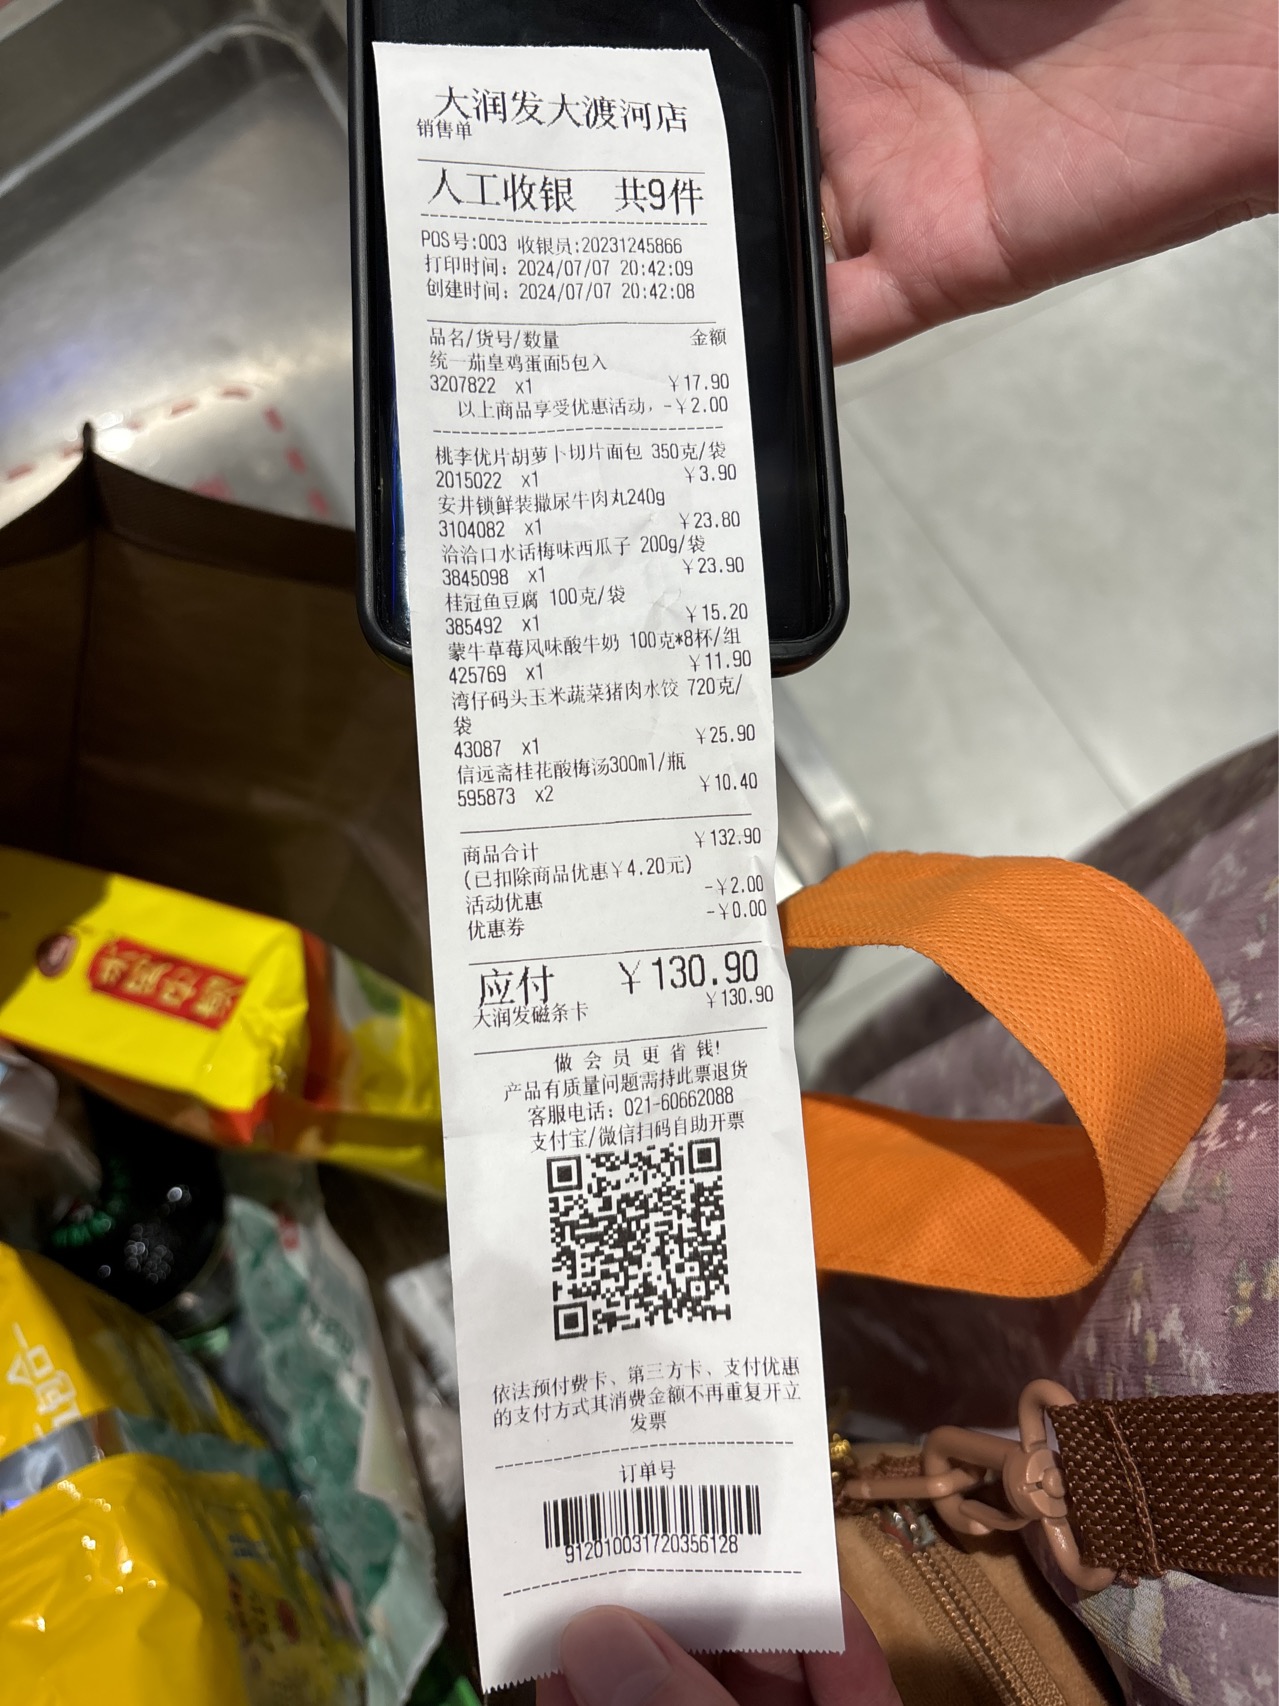 大润发大渡河店
销售单
人工收银 共9件
POS号:003 收银员:20231245866
打印时间: 2024/07/07 20:42:09
创建时间: 2024/07/07 20:42:08
品名/货号/数量 金额
统一茄皇鸡蛋面5包入
3207822 x1 ￥17.90
以上商品享受优惠活动, -￥2.00
桃李优片胡萝卜切片面包 350克/袋
2015022 x1 ￥3.90
安井锁鲜装撒尿牛肉丸240g
3104082 x1 ￥23.80
洽洽口水话梅味西瓜子 200g/袋
3845098 x1 ￥23.90
桂冠鱼豆腐 100克/袋
385492 x1 ￥15.20
蒙牛草莓风味酸牛奶 100克*8杯/组
425769 x1 ￥11.90
湾仔码头玉米蔬菜猪肉水饺 720克/
袋
43087 x1 ￥25.90
信远斋桂花酸梅汤300ml/瓶
595873 x2 ￥10.40
商品合计 ￥132.90
(已扣除商品优惠￥4.20元)
活动优惠 -￥2.00
优惠券 -￥0.00
应付 ￥130.90
大润发磁条卡 ￥130.90
做 会 员 更 省 钱!
产品有质量问题需持此票退货
客服电话: 021-60662088
支付宝/微信扫码自助开票
依法预付费卡、第三方卡、支付优惠
的支付方式其消费金额不再重复开立
发票
订单号
912010031720356128